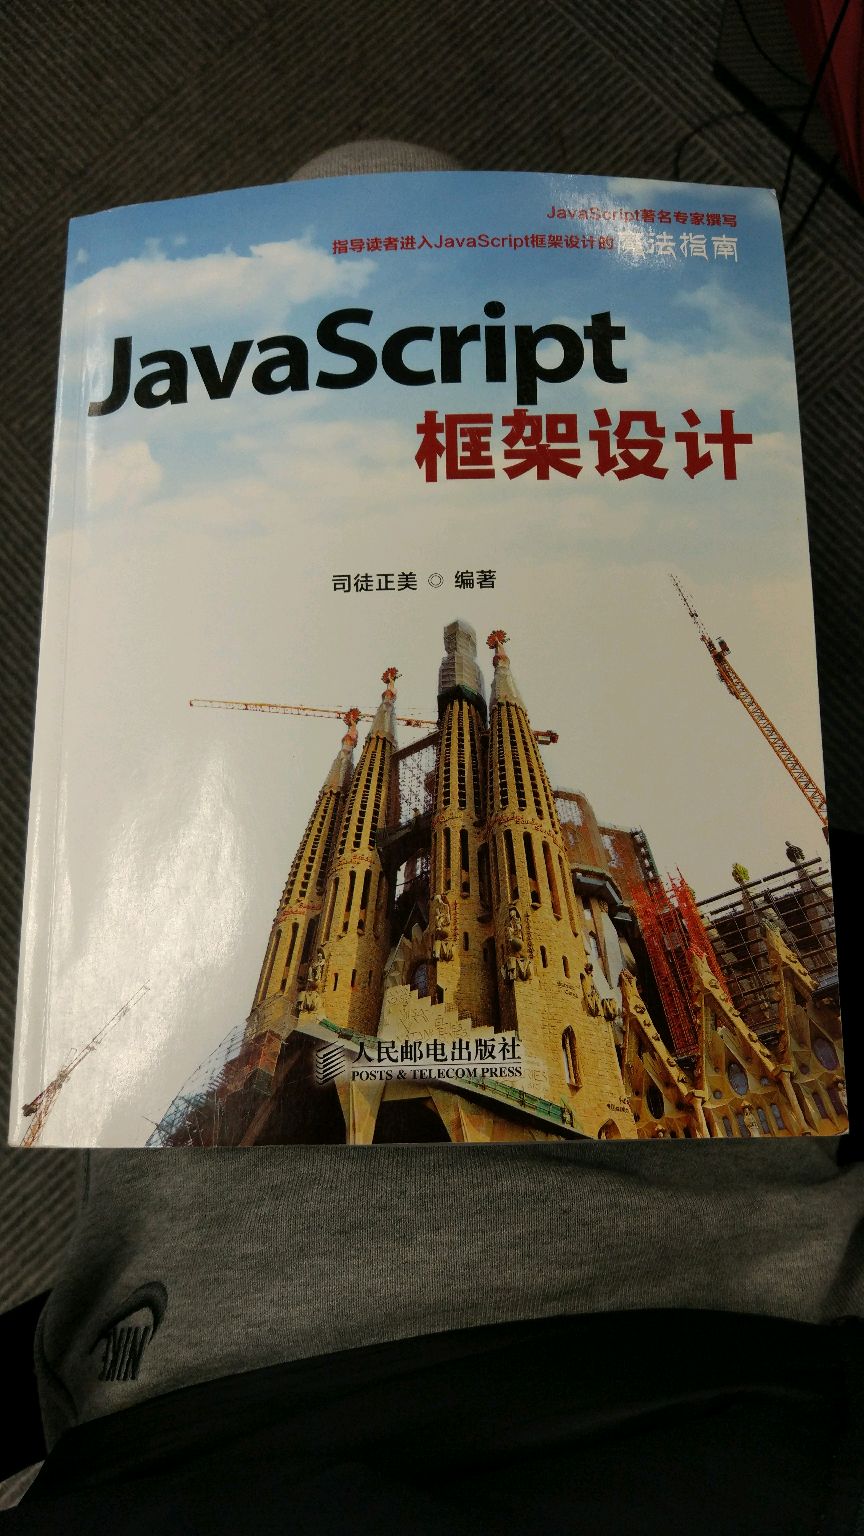 JavaScript著名专家撰写
指导读者进入JavaScript框架设计的法指南
JavaScript
框架设计
司徒正美 ◎ 编著
人民邮电出版社
POSTS & TELECOM PRESS
NIKE